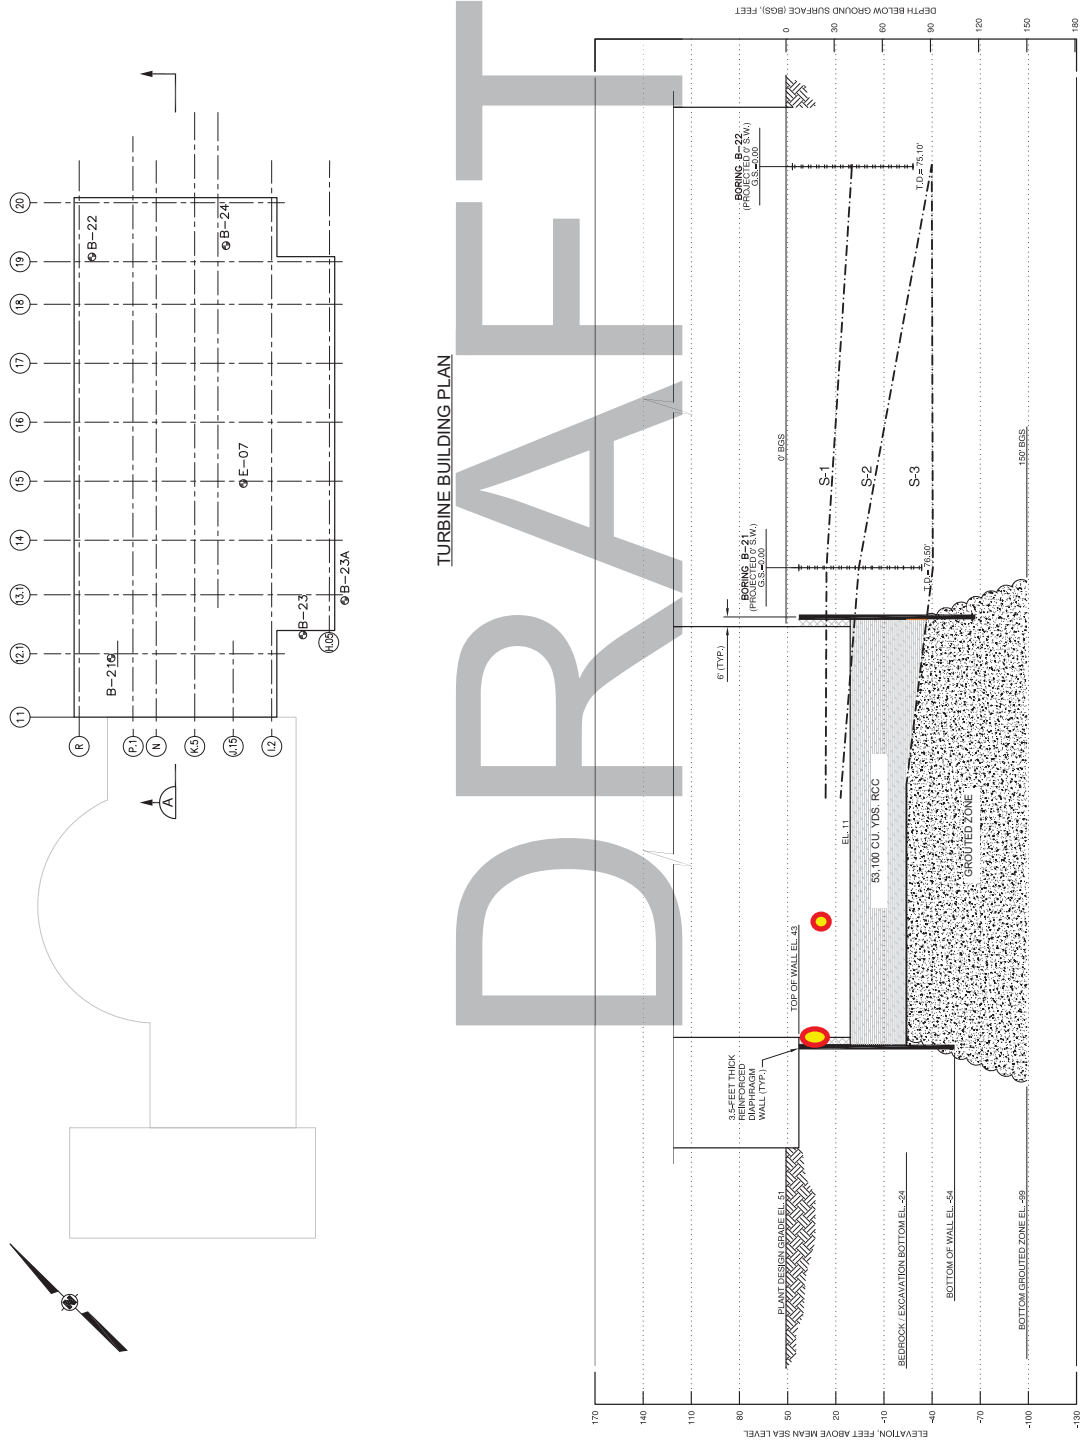 20
19
18
17
16
15
14
13.1
12.1
11
R
P.1
N
K.5
J.15
I.2
H.05
B-22
B-24
E-07
B-23A
B-23
B-21
A
N
TURBINE BUILDING PLAN
DRAFT
DEPTH BELOW GROUND SURFACE (BGS), FEET
0
30
60
90
120
150
180
BORING B-22
(PROJECTED 0' S.W.)
G.S.=0.00
T.D.= 75.10'
0' BGS
150' BGS
S-1
S-2
S-3
BORING B-21
(PROJECTED 0' S.W.)
G.S.=0.00
T.D.= 76.50'
6' (TYP.)
EL. 11
53,100 CU. YDS. RCC
GROUTED ZONE
TOP OF WALL EL. 43
3.5-FEET THICK
REINFORCED
DIAPHRAGM
WALL (TYP.)
PLANT DESIGN GRADE EL. 51
BEDROCK / EXCAVATION BOTTOM EL. -24
BOTTOM OF WALL EL. -54
BOTTOM GROUTED ZONE EL. -99
170
140
110
80
50
20
-10
-40
-70
-100
-130
ELEVATION, FEET ABOVE MEAN SEA LEVEL